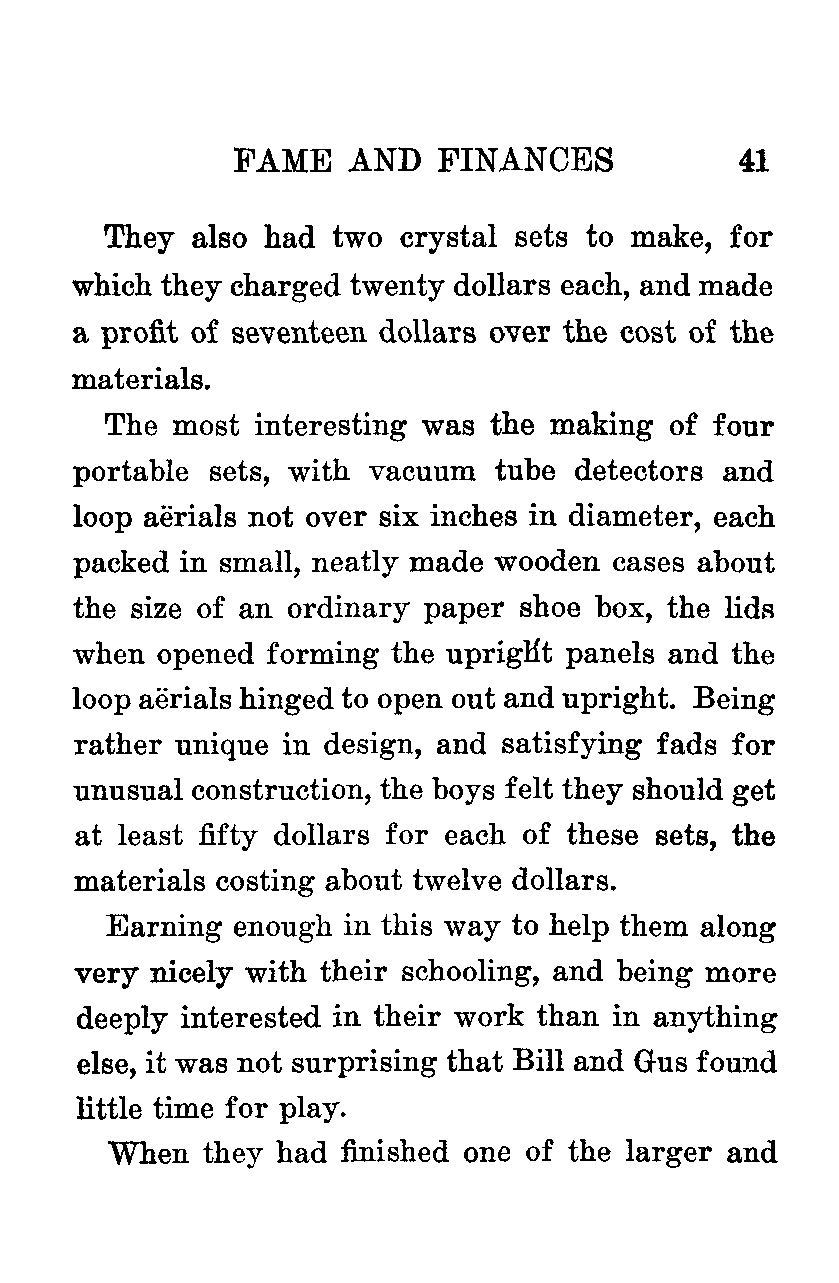 FAME AND FINANCES 41
They also had two crystal sets to make, for
which they charged twenty dollars each, and made
a profit of seventeen dollars over the cost of the
materials.
The most interesting was the making of four
portable sets, with vacuum tube detectors and
loop aërials not over six inches in diameter, each
packed in small, neatly made wooden cases about
the size of an ordinary paper shoe box, the lids
when opened forming the upright panels and the
loop aërials hinged to open out and upright. Being
rather unique in design, and satisfying fads for
unusual construction, the boys felt they should get
at least fifty dollars for each of these sets, the
materials costing about twelve dollars.
Earning enough in this way to help them along
very nicely with their schooling, and being more
deeply interested in their work than in anything
else, it was not surprising that Bill and Gus found
little time for play.
When they had finished one of the larger and